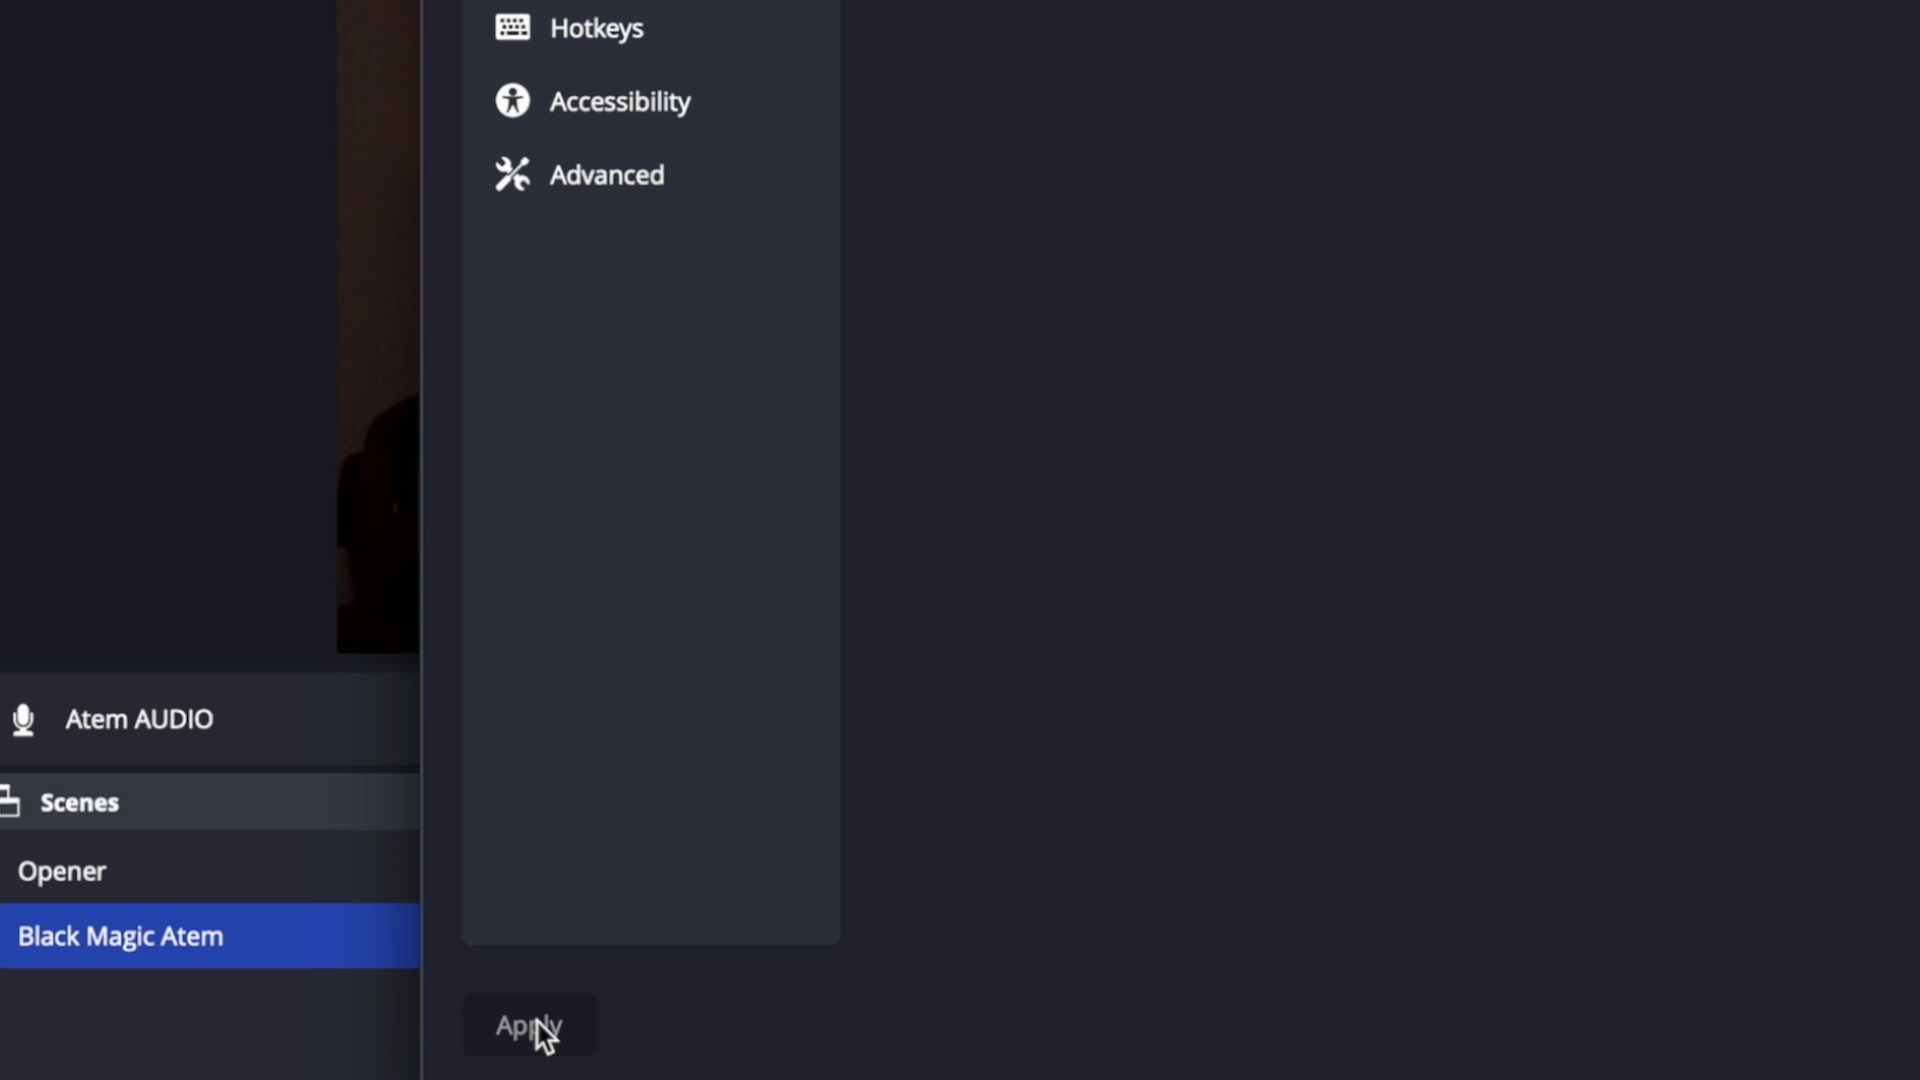 Hotkeys
Accessibility
Advanced
Atem AUDIO
Scenes
Opener
Black Magic Atem
Apply